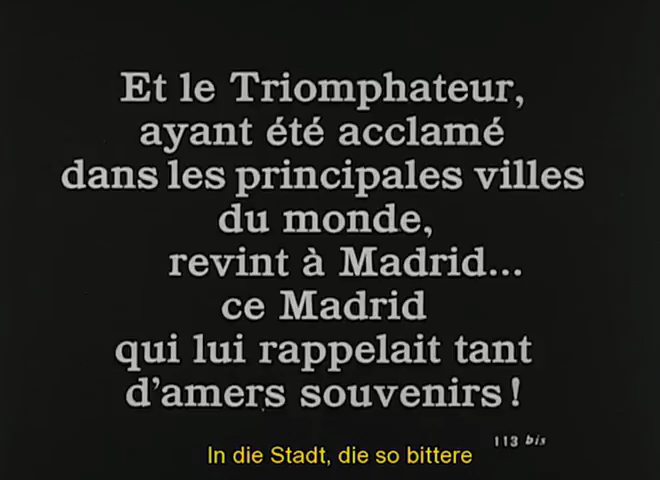 Et le Triomphateur,
ayant été acclamé
dans les principales villes
du monde,
revint à Madrid...
ce Madrid
qui lui rappelait tant
d'amers souvenirs !
113 bis
In die Stadt, die so bittere